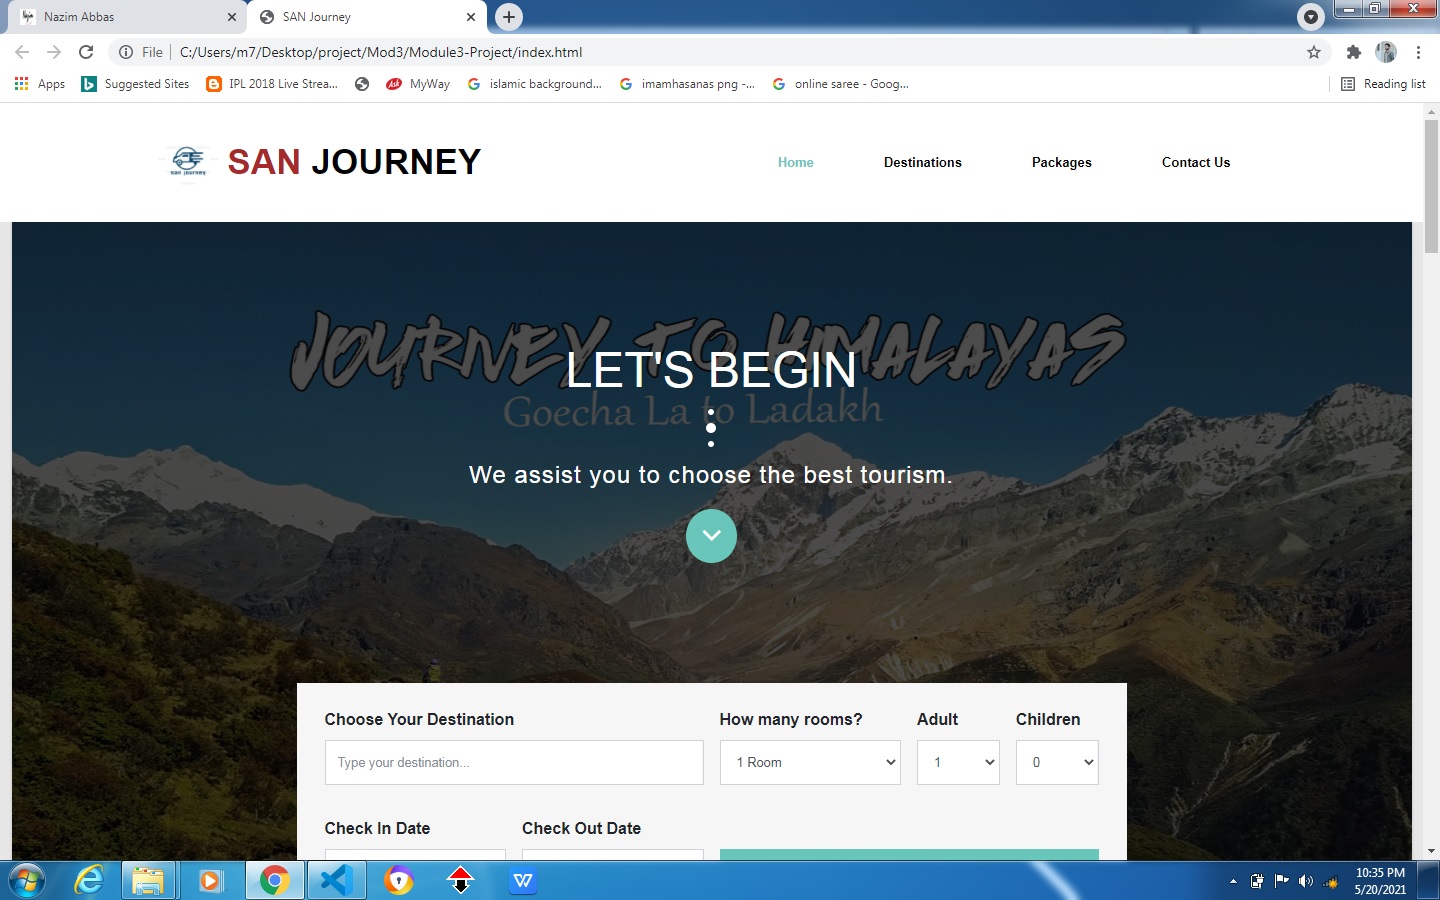 Nazim Abbas
SAN Journey
File
C:/Users/m7/Desktop/project/Mod3/Module3-Project/index.html
Apps
Suggested Sites
IPL 2018 Live Strea...
Ask
MyWay
islamic background...
imamhasanas png -...
online saree - Goog...
Reading list
san journey
SAN JOURNEY
Home
Destinations
Packages
Contact Us
JOURNEY TO HIMALAYAS
LET'S BEGIN
Goecha La to Ladakh
We assist you to choose the best tourism.
Choose Your Destination
How many rooms?
Adult
Children
Type your destination...
1 Room
1
0
Check In Date
Check Out Date
10:35 PM
5/20/2021